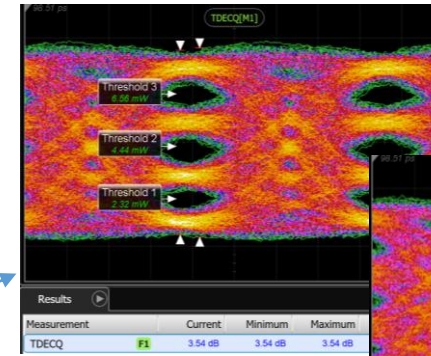 98.51 ps
TDECQ[M1]
Threshold 3
6.56 mW
Threshold 2
4.44 mW
Threshold 1
2.32 mW
98.51 ps
Results
Measurement Current Minimum Maximum
TDECQ F1 3.54 dB 3.54 dB 3.54 dB